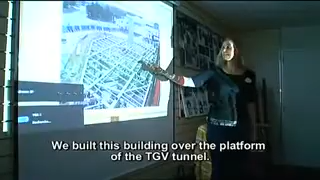 We built this building over the platform
of the TGV tunnel.